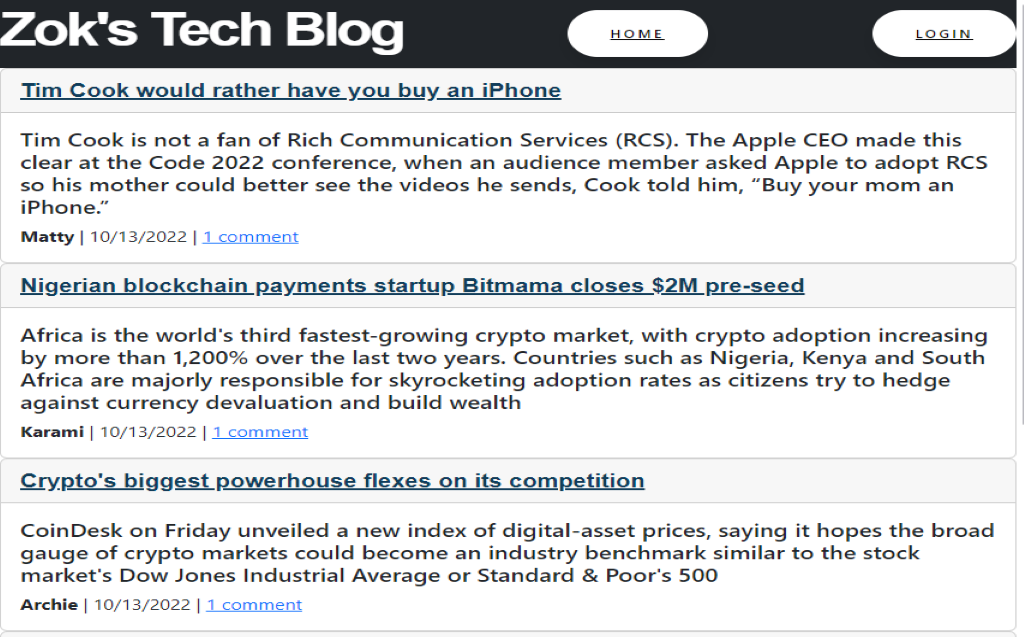 Zok's Tech Blog
HOME
LOGIN
Tim Cook would rather have you buy an iPhone
Tim Cook is not a fan of Rich Communication Services (RCS). The Apple CEO made this
clear at the Code 2022 conference, when an audience member asked Apple to adopt RCS
so his mother could better see the videos he sends, Cook told him, “Buy your mom an
iPhone.”
Matty | 10/13/2022 | 1 comment
Nigerian blockchain payments startup Bitmama closes $2M pre-seed
Africa is the world's third fastest-growing crypto market, with crypto adoption increasing
by more than 1,200% over the last two years. Countries such as Nigeria, Kenya and South
Africa are majorly responsible for skyrocketing adoption rates as citizens try to hedge
against currency devaluation and build wealth
Karami | 10/13/2022 | 1 comment
Crypto's biggest powerhouse flexes on its competition
CoinDesk on Friday unveiled a new index of digital-asset prices, saying it hopes the broad
gauge of crypto markets could become an industry benchmark similar to the stock
market's Dow Jones Industrial Average or Standard & Poor's 500
Archie | 10/13/2022 | 1 comment